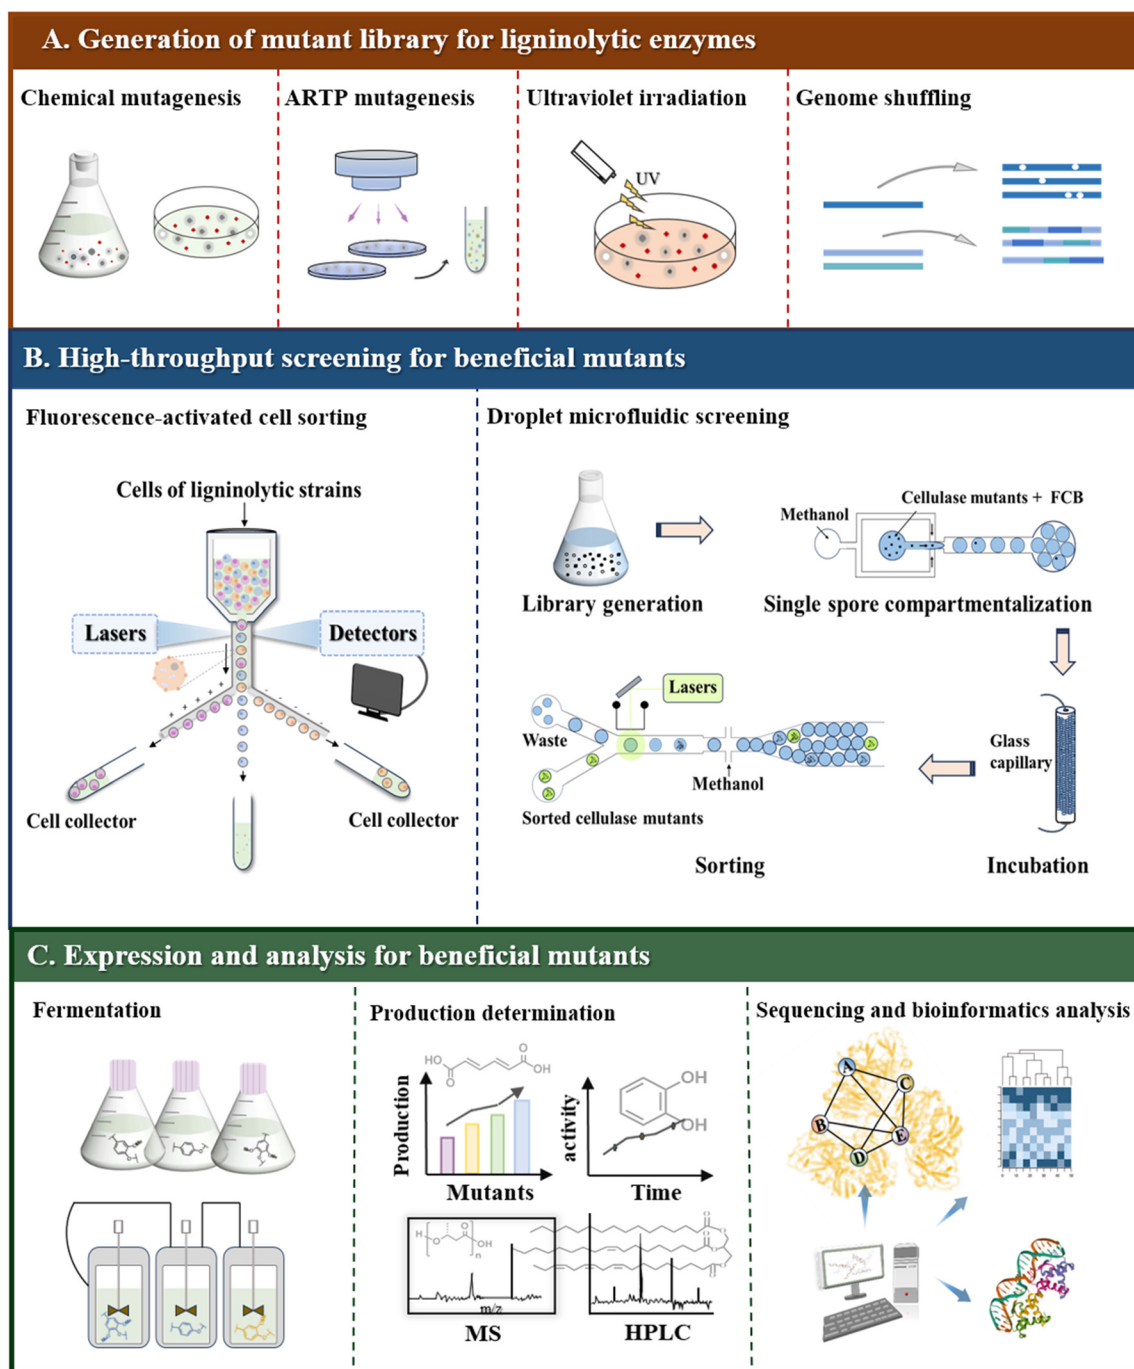 A. Generation of mutant library for ligninolytic enzymes
Chemical mutagenesis
ARTP mutagenesis
Ultraviolet irradiation
Genome shuffling
UV
B. High-throughput screening for beneficial mutants
Fluorescence-activated cell sorting
Cells of ligninolytic strains
Lasers
Detectors
Cell collector
Cell collector
Droplet microfluidic screening
Library generation
Methanol
Cellulase mutants + FCB
Single spore compartmentalization
Glass
capillary
Incubation
Lasers
Waste
Methanol
Sorted cellulase mutants
Sorting
C. Expression and analysis for beneficial mutants
Fermentation
Production determination
HO
O
O
OH
Production
Mutants
activity
OH
OH
Time
H
O
O
OH
n
m/z
MS
O
O
O
O
O
O
HPLC
Sequencing and bioinformatics analysis
A
C
B
E
D